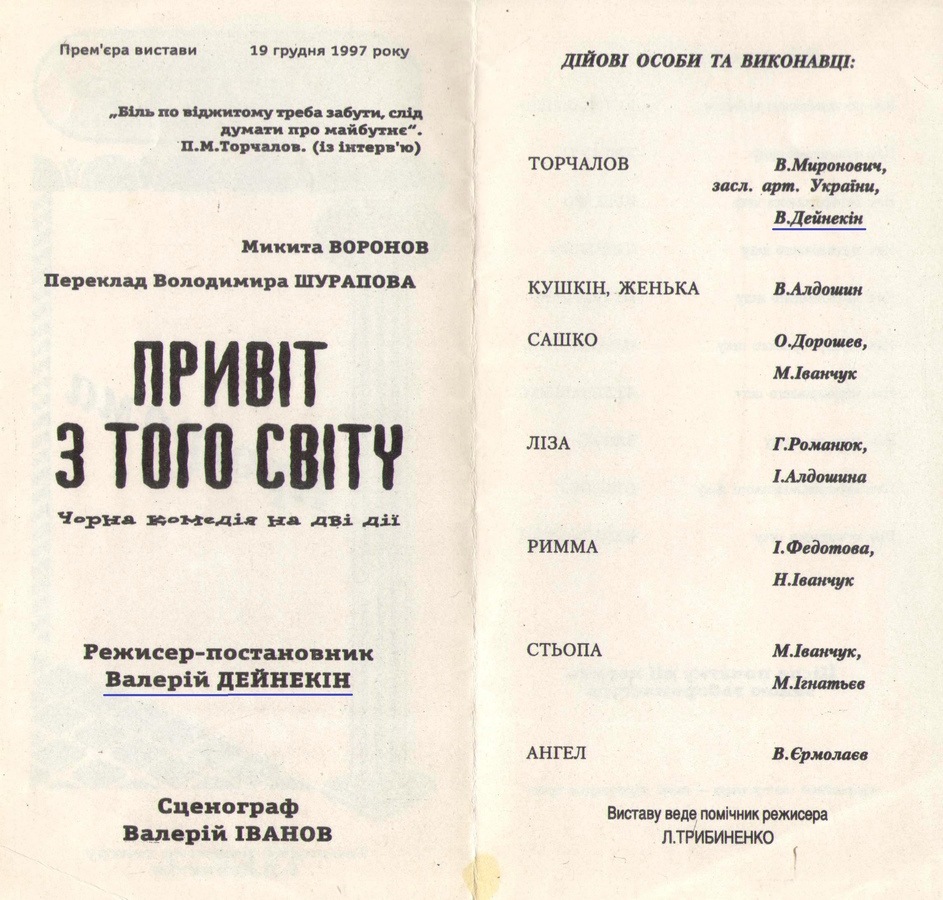 Прем'єра вистави 19 грудня 1997 року
„Біль по віджитому треба забути, слід
думати про майбутнє“.
П.М.Торчалов. (із інтерв'ю)
Микита ВОРОНОВ
Переклад Володимира ШУРАПОВА
ПРИВІТ
З ТОГО СВІТУ
Чорна комедія на дві дії
Режисер-постановник
Валерій ДЕЙНЕКІН
Сценограф
Валерій ІВАНОВ
ДІЙОВІ ОСОБИ ТА ВИКОНАВЦІ:
ТОРЧАЛОВ В.Миронович,
засл. арт. України,
В.Дейнекін
КУШКІН, ЖЕНЬКА В.Алдошин
САШКО О.Дорошев,
М.Іванчук
ЛІЗА Г.Романюк,
І.Алдошина
РИММА І.Федотова,
Н.Іванчук
СТЬОПА М.Іванчук,
М.Ігнатьєв
АНГЕЛ В.Єрмолаєв
Виставу веде помічник режисера
Л.ТРИБИНЕНКО